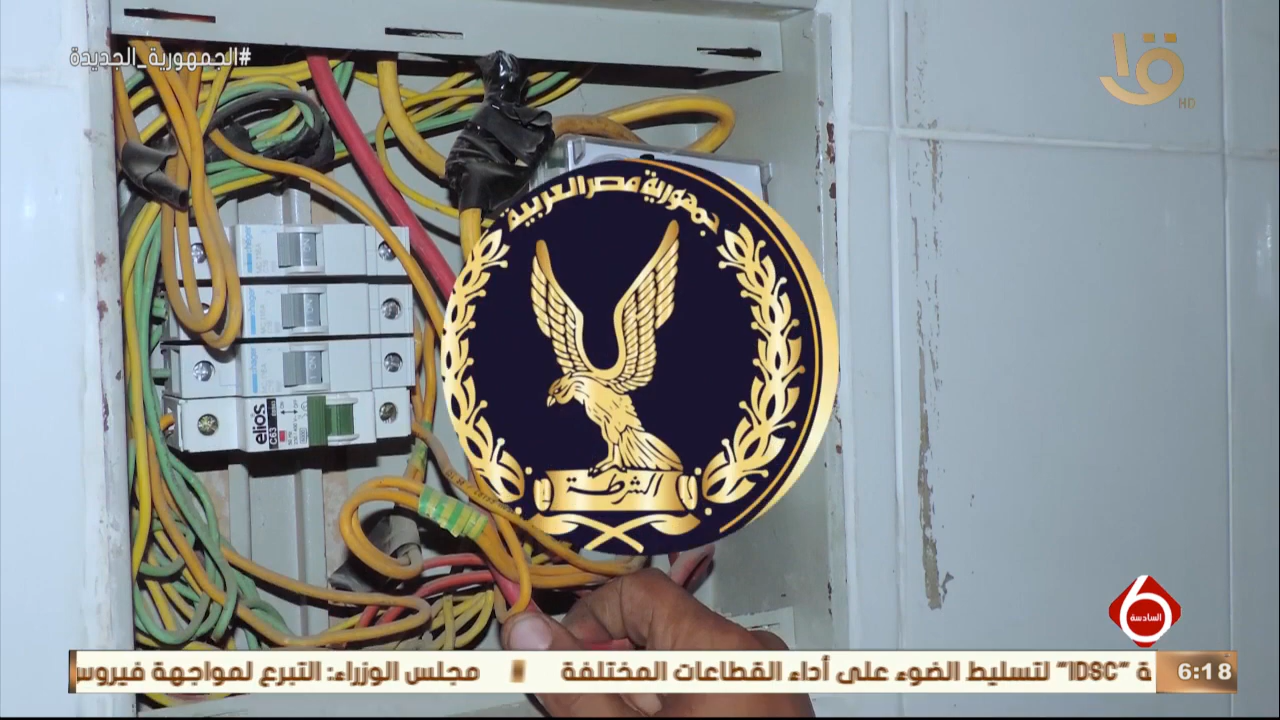 #الجمهورية_الجديدة
HD
جمهورية مصر العربية
الشرطة
elios
C63
السادسة
6:18
ة "IDSC" لتسليط الضوء على أداء القطاعات المختلفة
مجلس الوزراء: التبرع لمواجهة فيروس